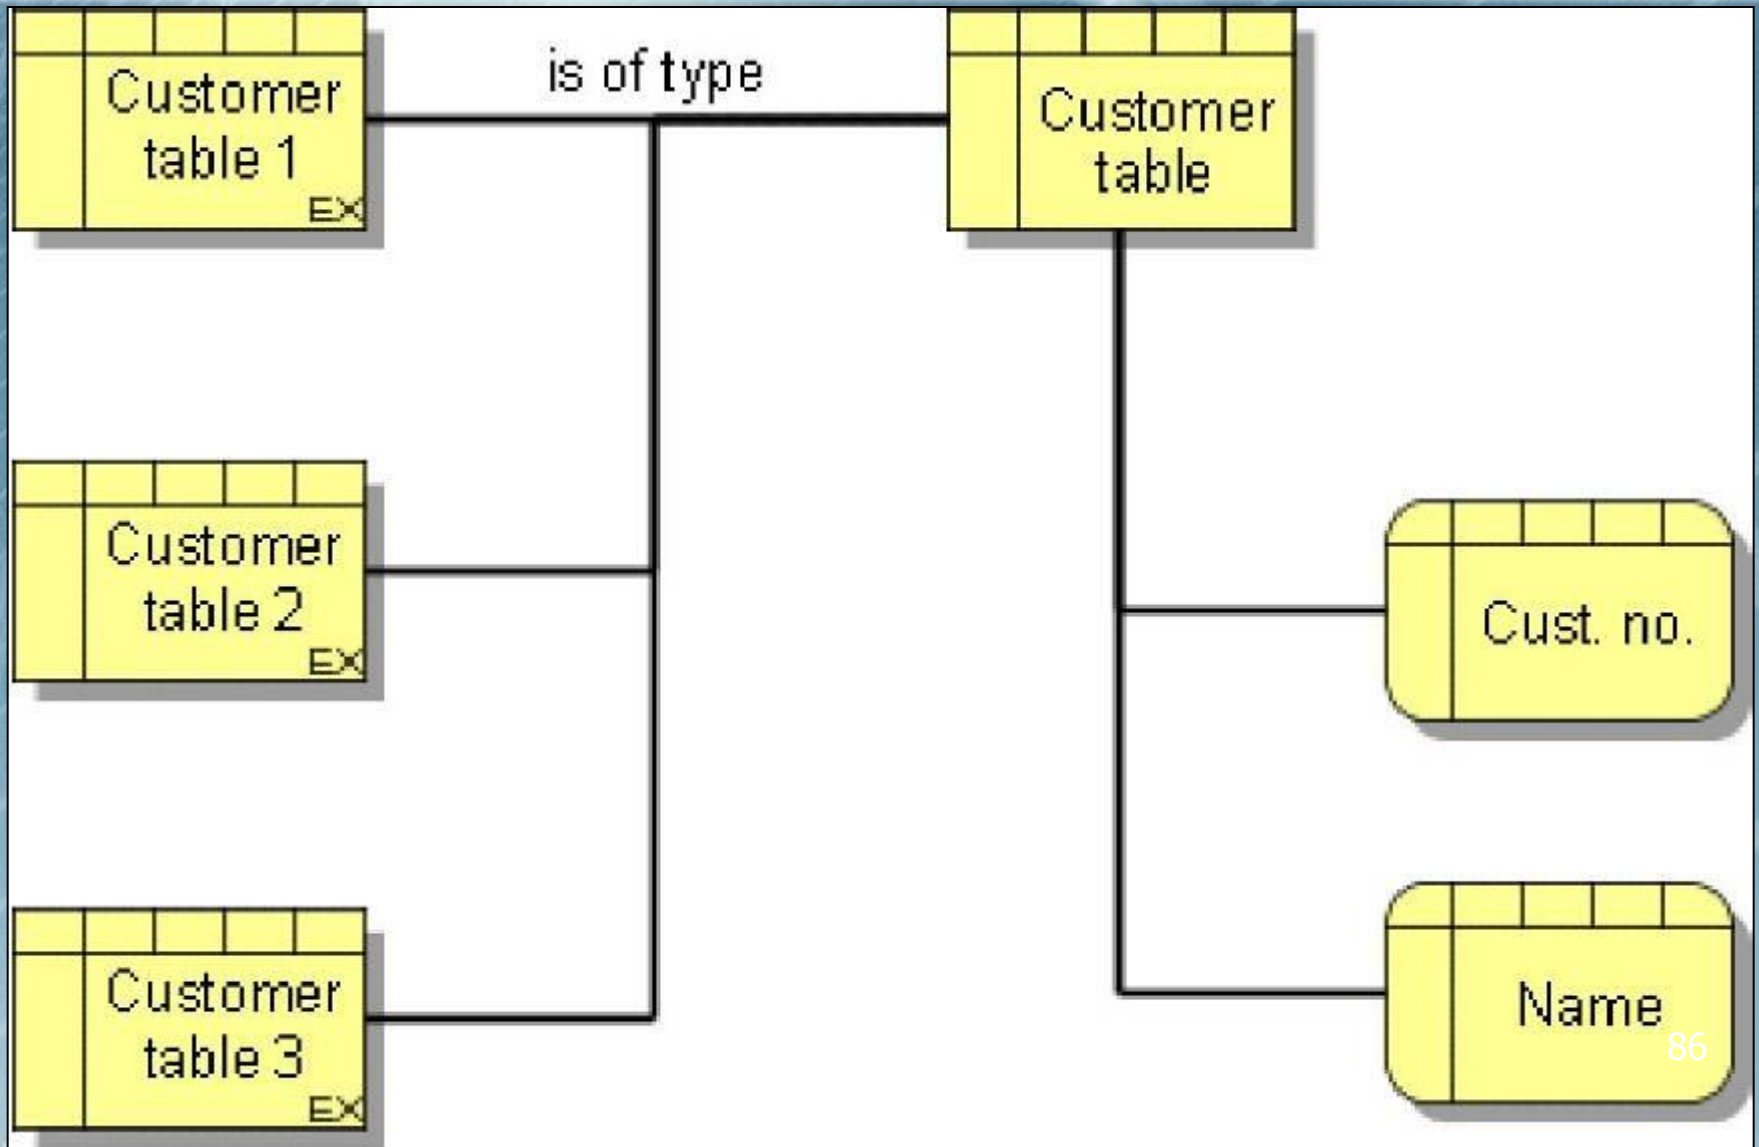 Customer
table 1
EX
is of type
Customer
table
Customer
table 2
EX
Cust. no.
Customer
table 3
EX
Name
86